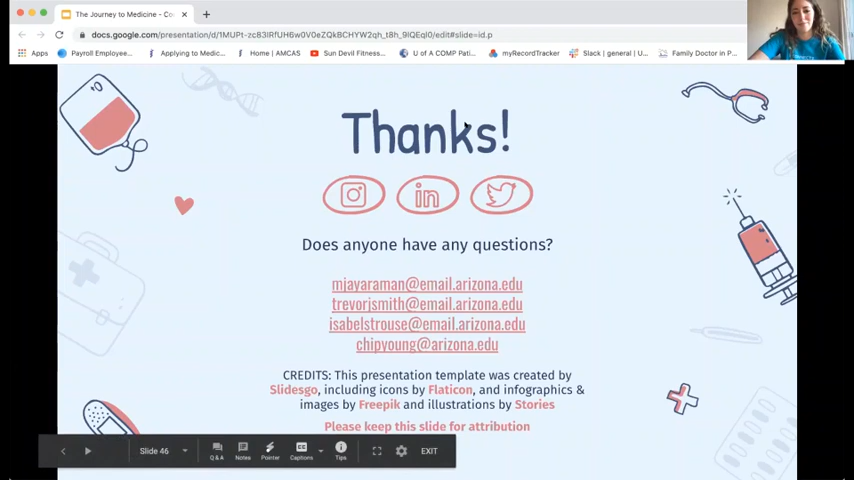 The Journey to Medicine - Co
docs.google.com/presentation/d/1MUPt-zc83lRfUH6w0V0eZQkBCHYW2qh_t8h_9lQEql0/edit#slide=id.p
Apps Payroll Employee... Applying to Medic... Home | AMCAS Sun Devil Fitness... U of A COMP Pati... myRecordTracker Slack | general | U... Family Doctor in P...
Thanks!
in
Does anyone have any questions?
mjayaraman@email.arizona.edu
trevorjsmith@email.arizona.edu
isabelstrouse@email.arizona.edu
chipyoung@arizona.edu
CREDITS: This presentation template was created by
Slidesgo, including icons by Flaticon, and infographics &
images by Freepik and illustrations by Stories
Please keep this slide for attribution
Slide 46
Q & A Notes Pointer Captions Tips EXIT